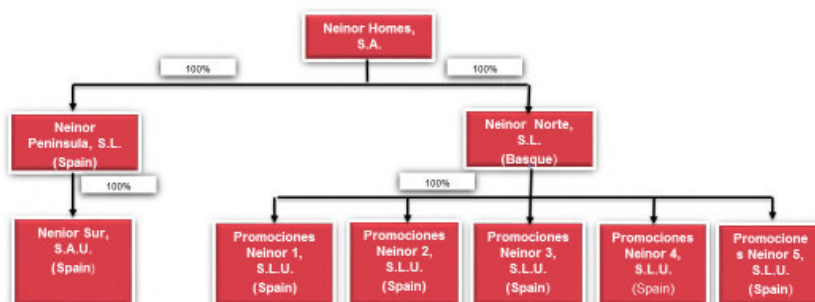 Neinor Homes,
S.A.
100%
100%
Neinor
Peninsula, S.L.
(Spain)
Neinor Norte,
S.L.
(Basque)
100%
100%
Nenior Sur,
S.A.U.
(Spain)
Promociones
Neinor 1,
S.L.U.
(Spain)
Promociones
Neinor 2,
S.L.U.
(Spain)
Promociones
Neinor 3,
S.L.U.
(Spain)
Promociones
Neinor 4,
S.L.U.
(Spain)
Promocione
s Neinor 5,
S.L.U.
(Spain)